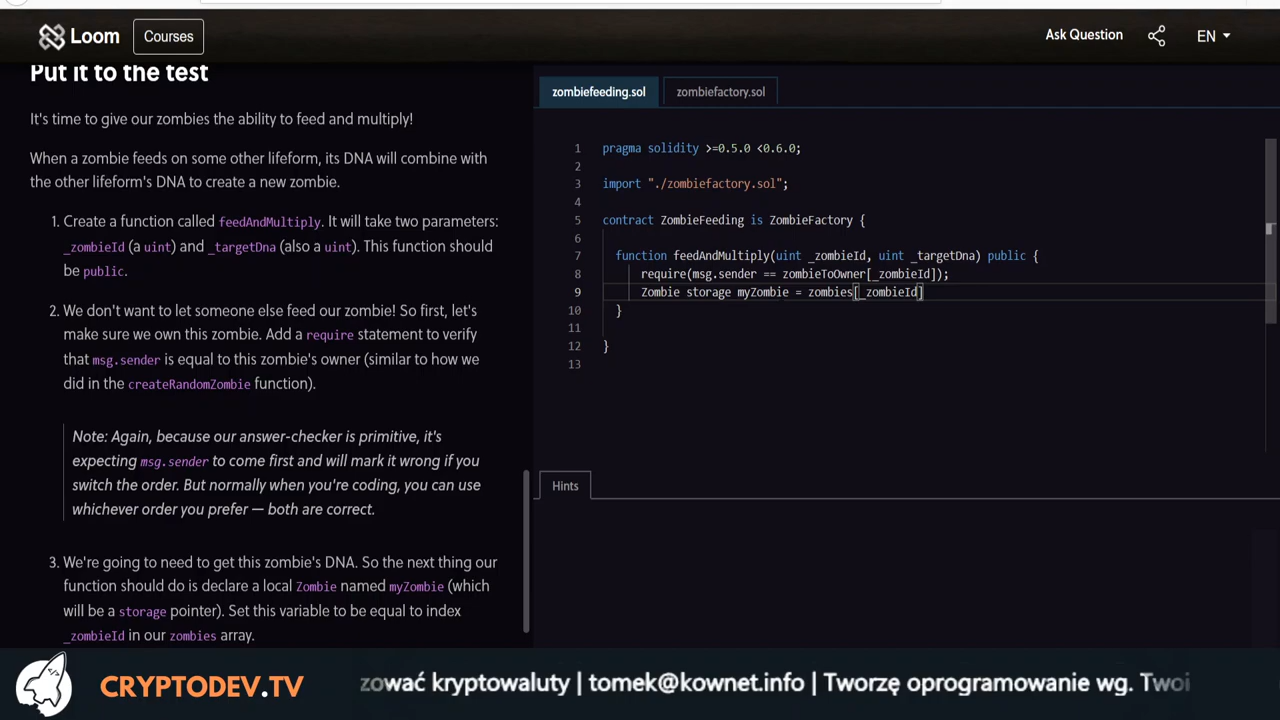 Loom
Courses
Ask Question
EN
Put it to the test
It's time to give our zombies the ability to feed and multiply!
When a zombie feeds on some other lifeform, its DNA will combine with
the other lifeform's DNA to create a new zombie.
1. Create a function called feedAndMultiply. It will take two parameters:
_zombieId (a uint) and _targetDna (also a uint). This function should
be public.
2. We don't want to let someone else feed our zombie! So first, let's
make sure we own this zombie. Add a require statement to verify
that msg.sender is equal to this zombie's owner (similar to how we
did in the createRandomZombie function).
Note: Again, because our answer-checker is primitive, it's
expecting msg.sender to come first and will mark it wrong if you
switch the order. But normally when you're coding, you can use
whichever order you prefer — both are correct.
3. We're going to need to get this zombie's DNA. So the next thing our
function should do is declare a local Zombie named myZombie (which
will be a storage pointer). Set this variable to be equal to index
_zombieId in our zombies array.
zombiefeeding.sol
zombiefactory.sol
1 pragma solidity >=0.5.0 <0.6.0;
2
3 import "./zombiefactory.sol";
4
5 contract ZombieFeeding is ZombieFactory {
6
7 function feedAndMultiply(uint _zombieId, uint _targetDna) public {
8 require(msg.sender == zombieToOwner[_zombieId]);
9 Zombie storage myZombie = zombies[_zombieId]
10 }
11
12 }
13
Hints
CRYPTODEV.TV
zować kryptowaluty | tomek@kownet.info | Tworzę oprogramowanie wg. Twoi